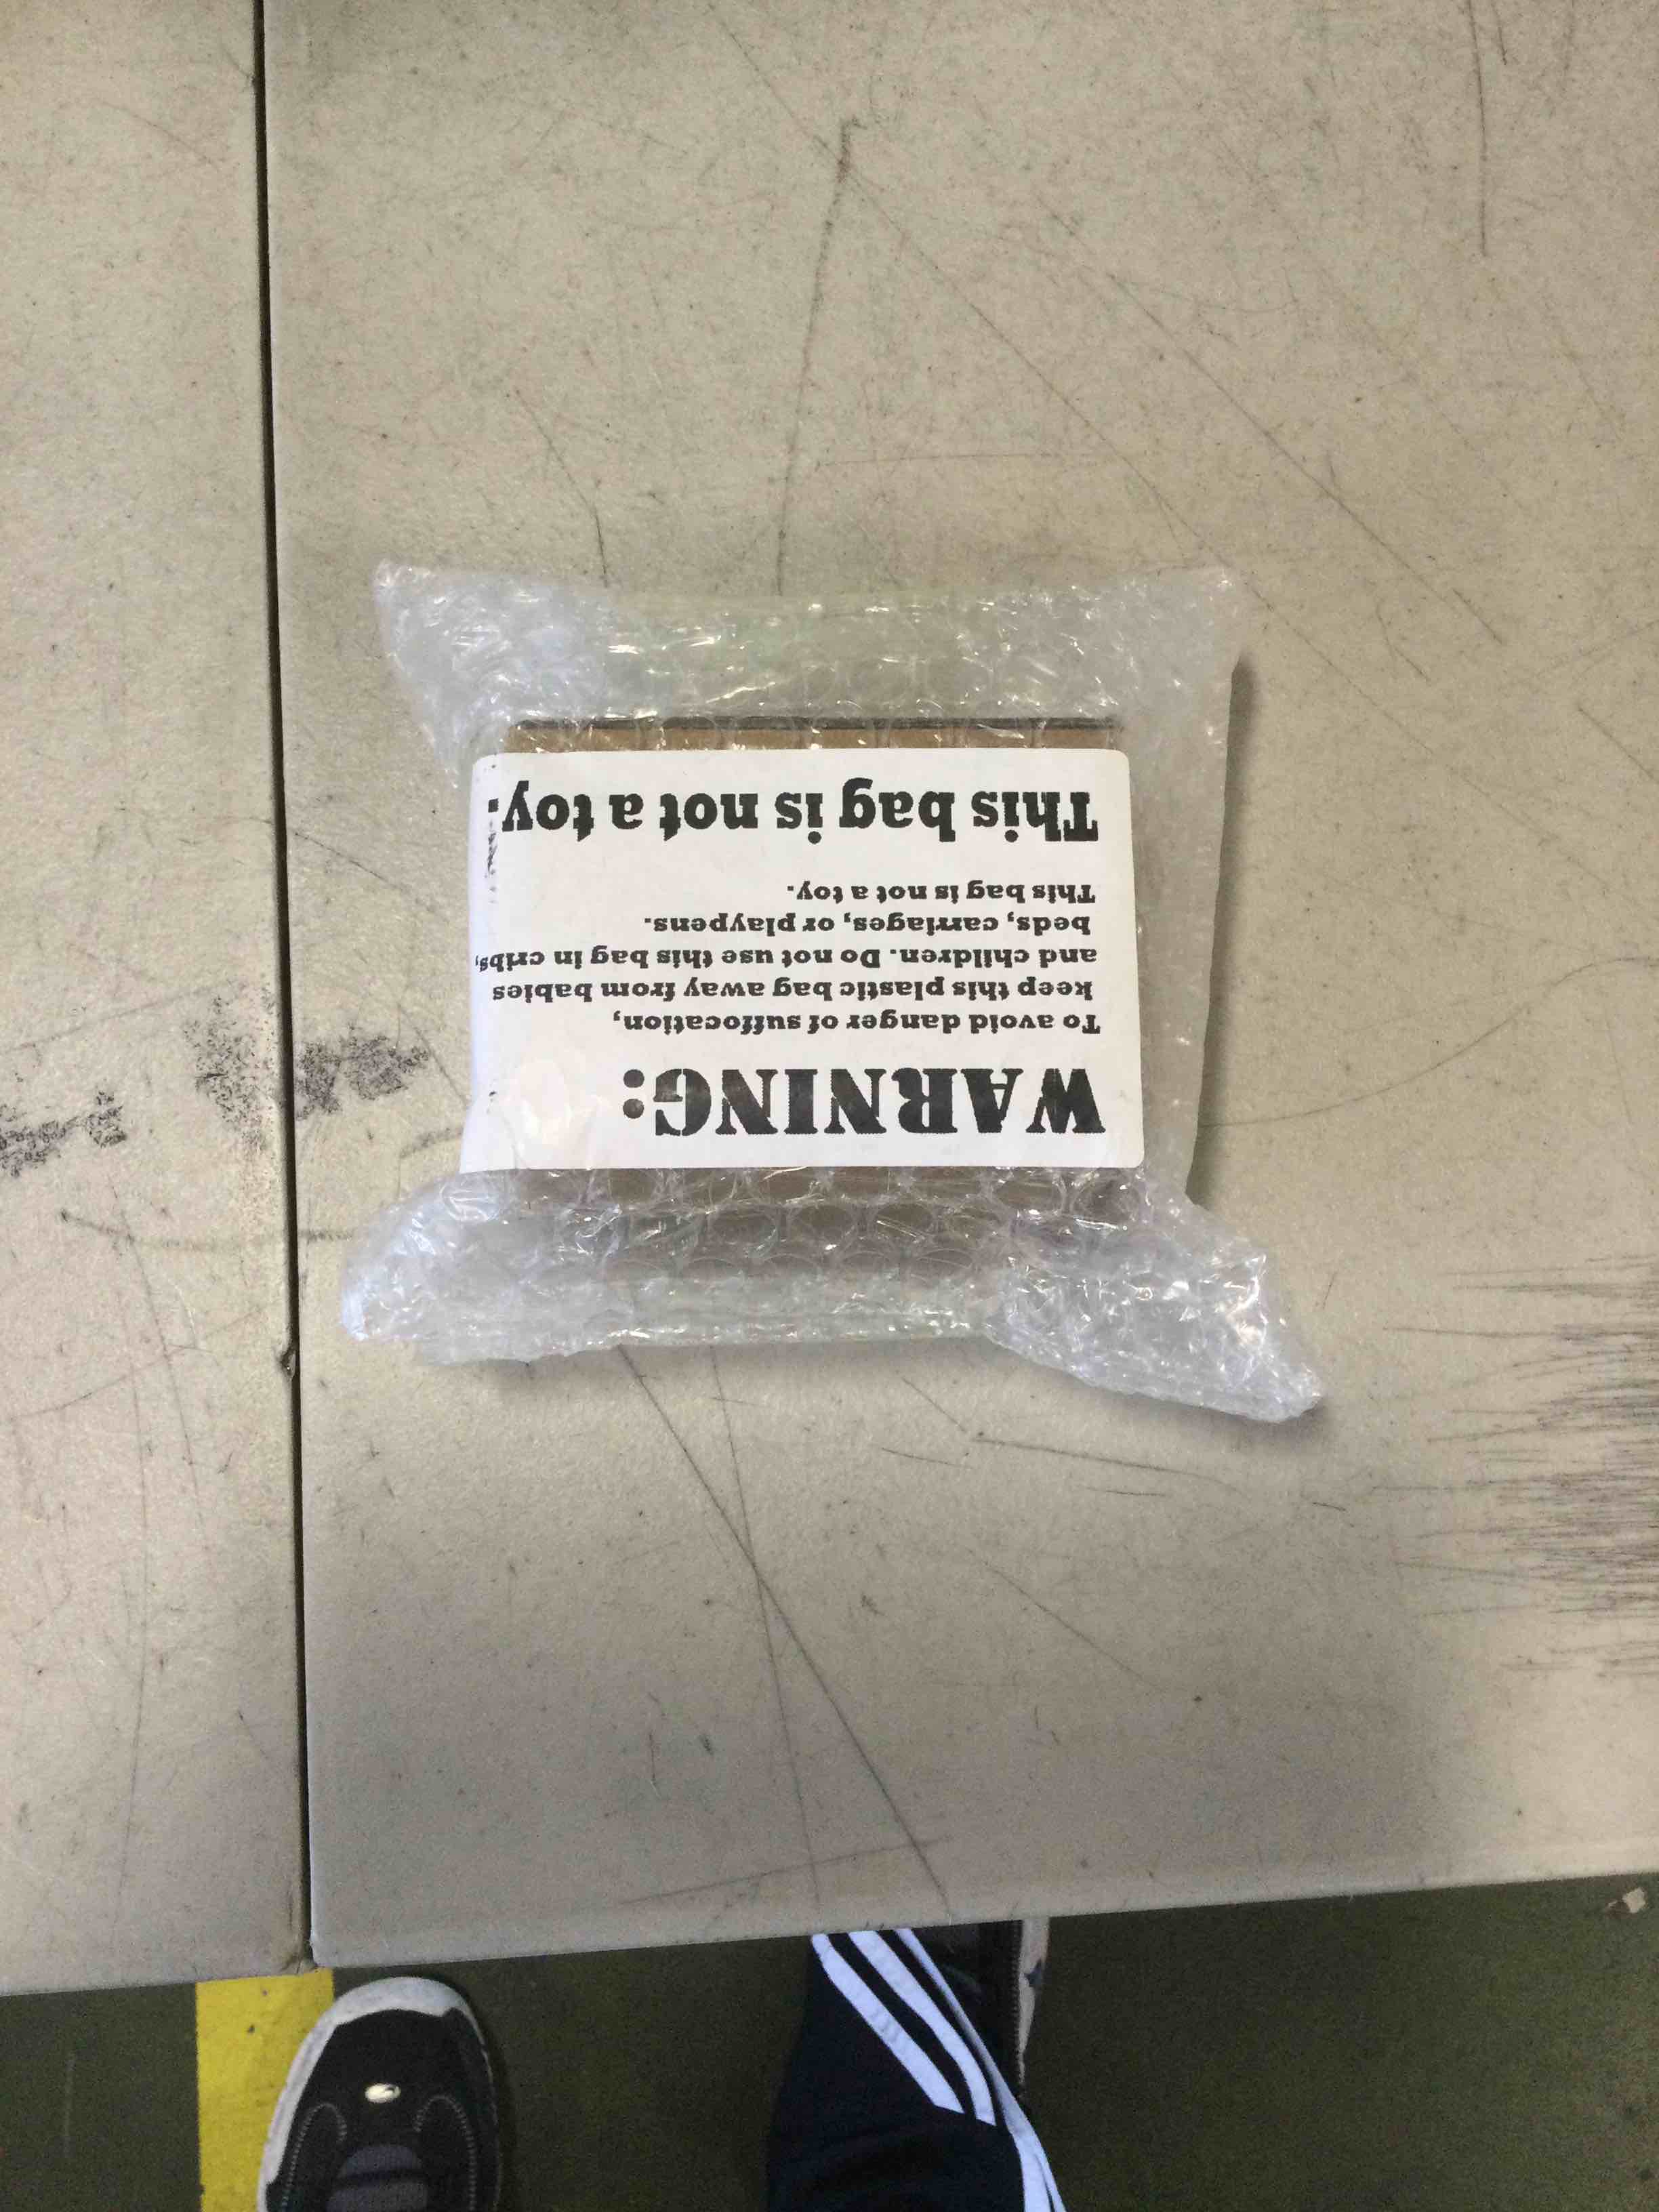 WARNING:
To avoid danger of suffocation,
keep this plastic bag away from babies
and children. Do not use this bag in cribs,
beds, carriages, or playpens.
This bag is not a toy.
This bag is not a toy.